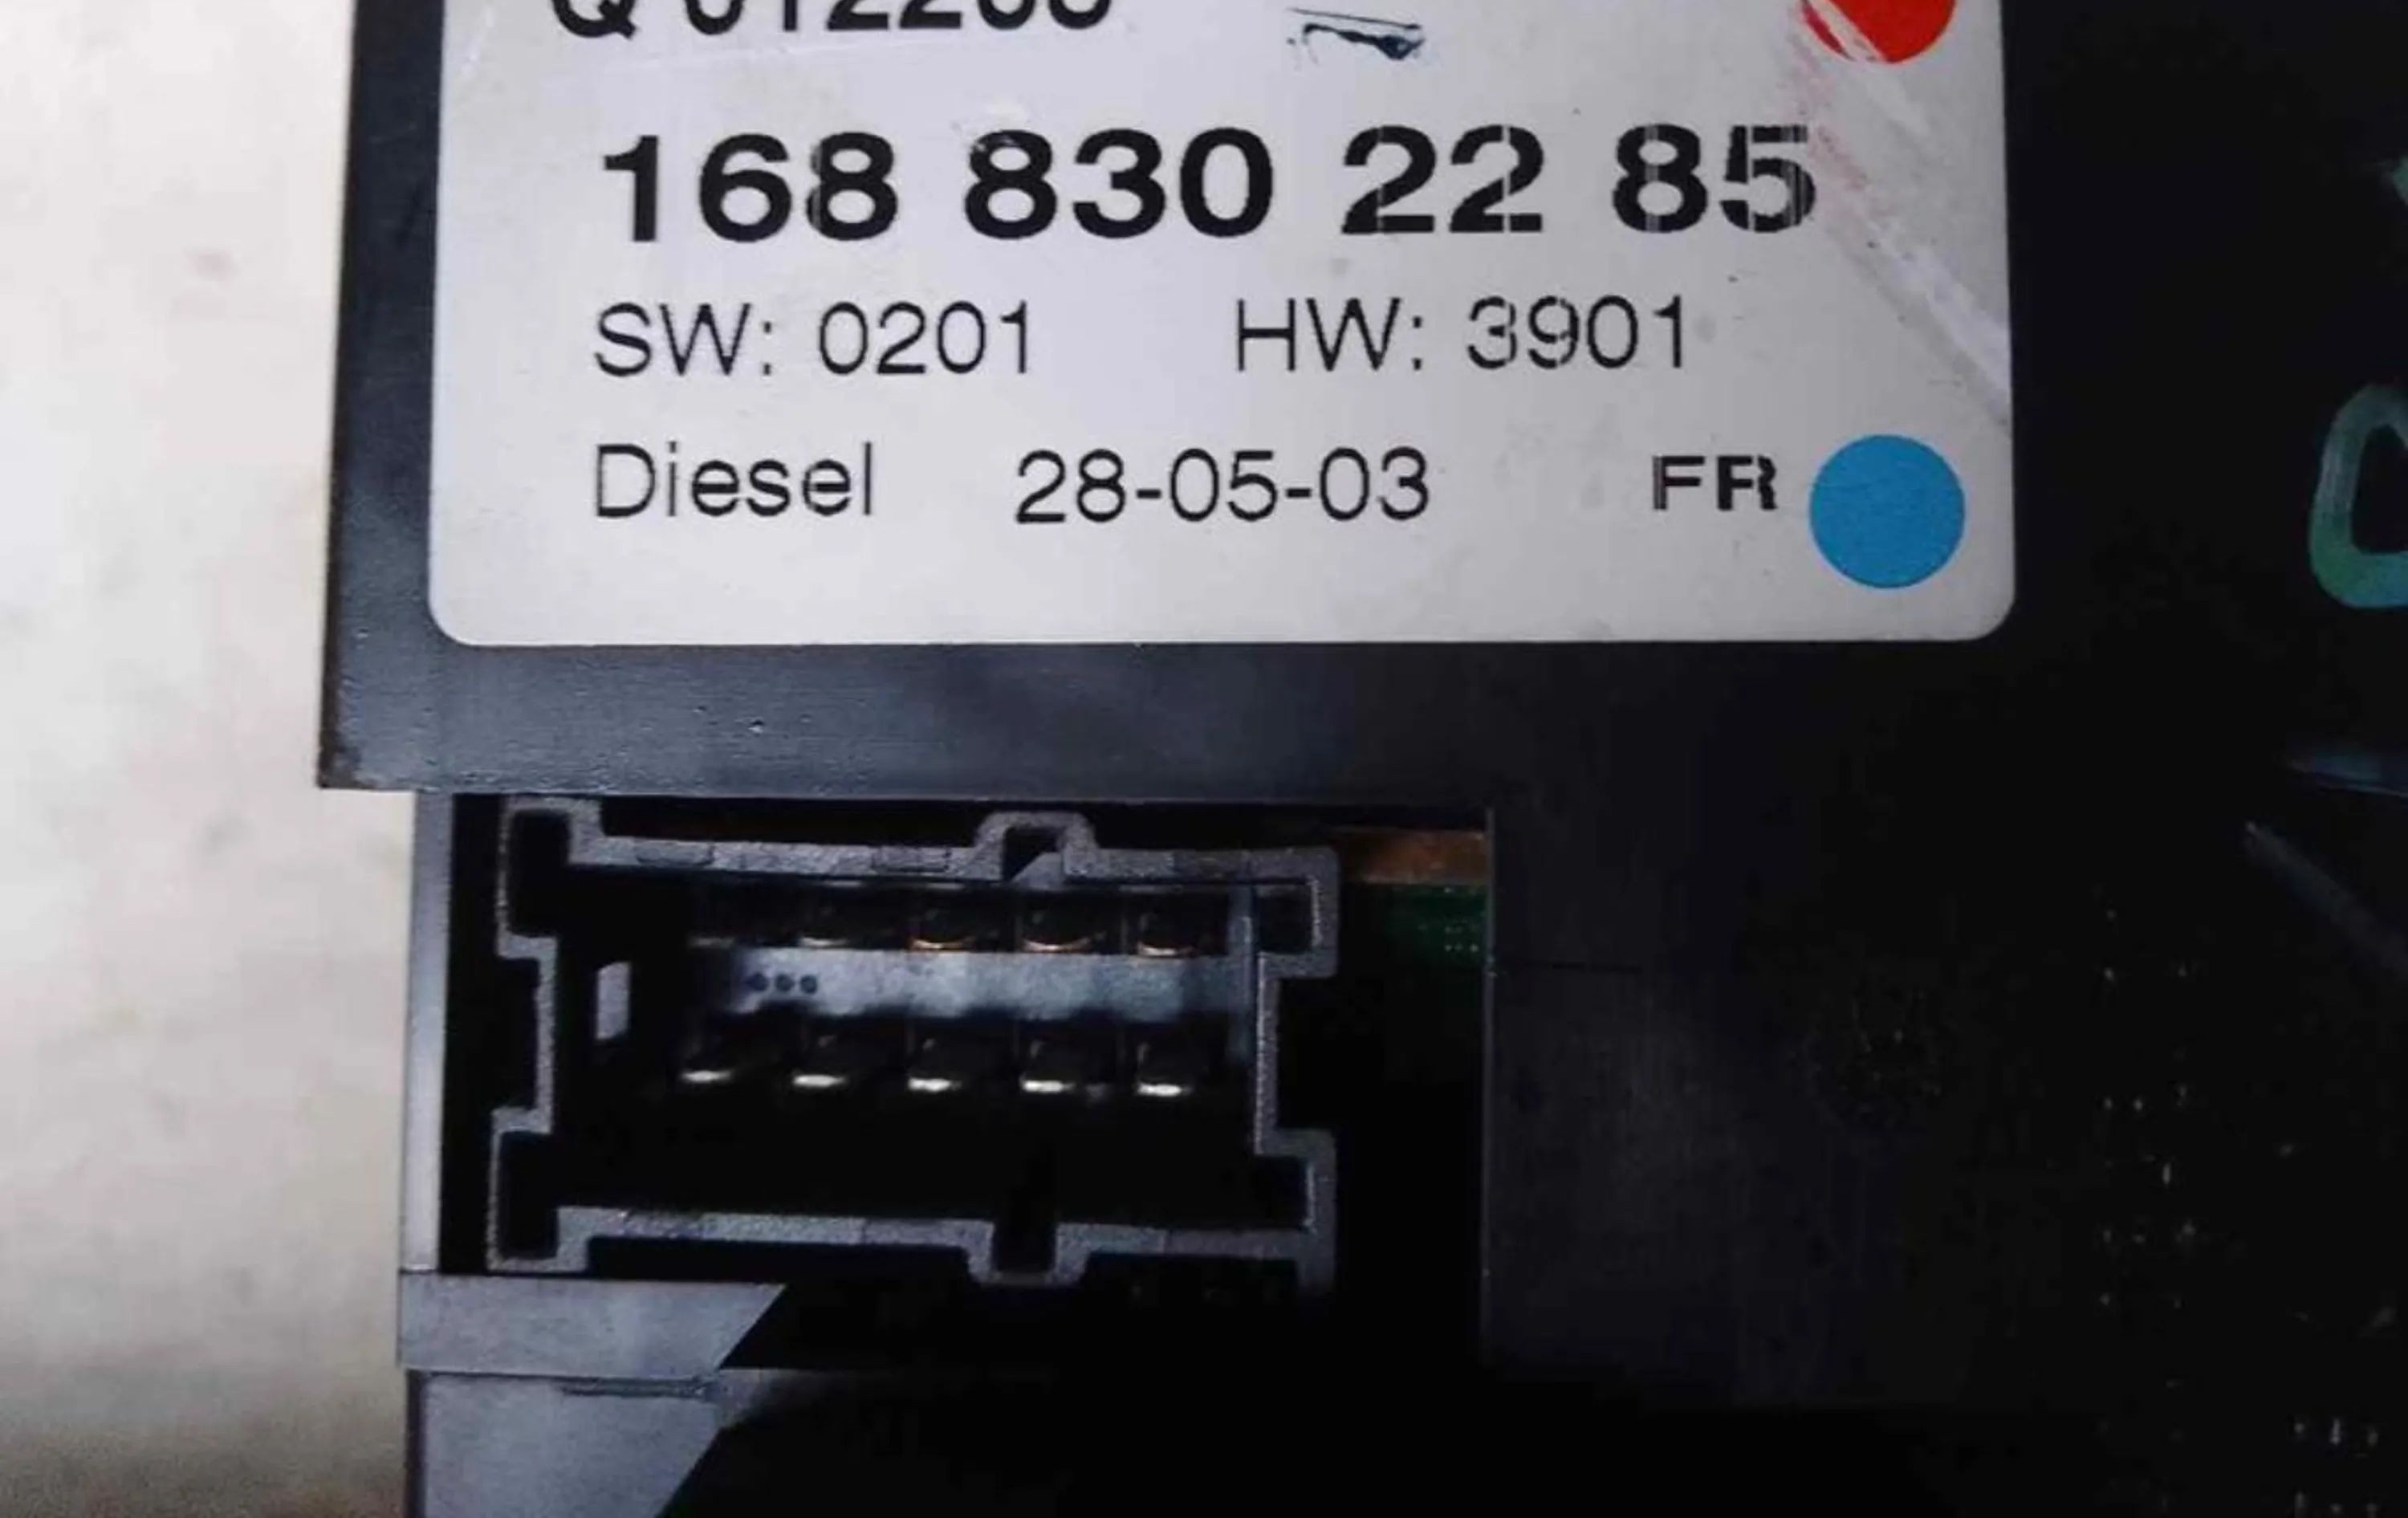 168 830 22 85
SW: 0201 HW: 3901
Diesel 28-05-03 FR